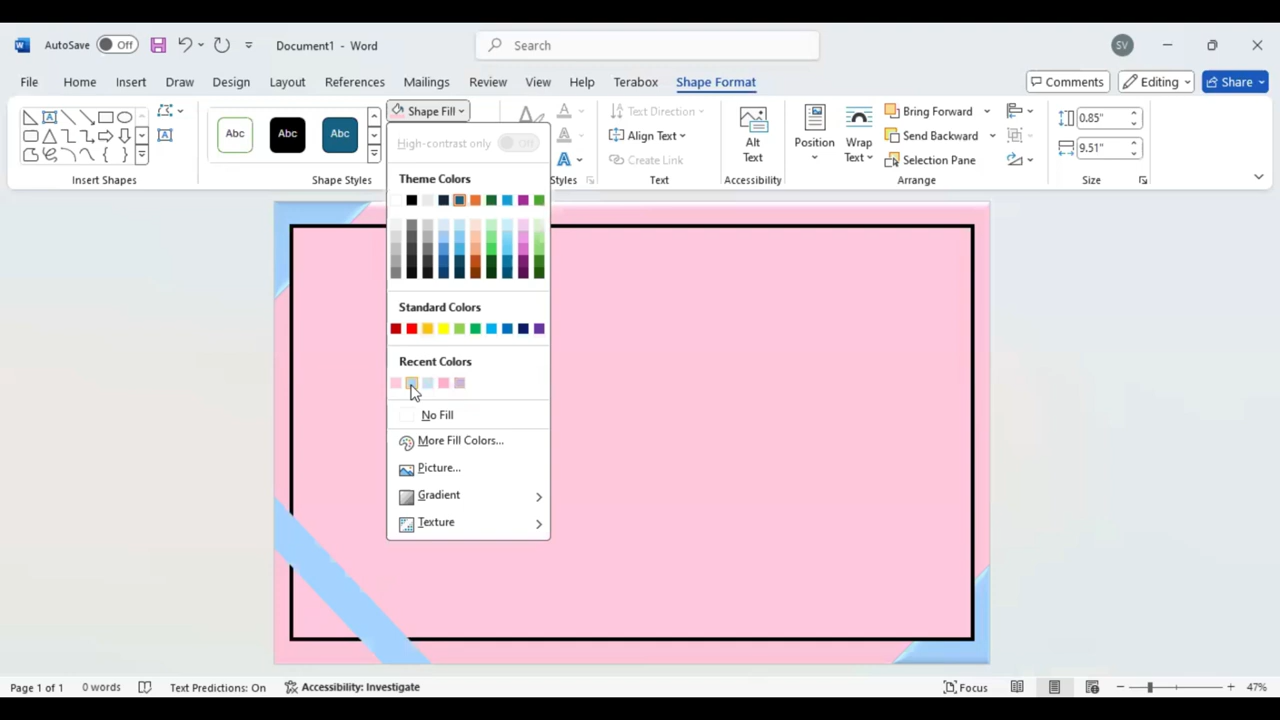 AutoSave Off Document1 - Word Search SV
File Home Insert Draw Design Layout References Mailings Review View Help Terabox Shape Format Comments Editing Share
Shape Fill Text Direction Bring Forward 0.85"
Abc Abc Abc High-contrast only Off Align Text Alt Text Position Wrap Text Send Backward 9.51"
Create Link Selection Pane
Insert Shapes Shape Styles Styles Text Accessibility Arrange Size
Theme Colors
Standard Colors
Recent Colors
No Fill
More Fill Colors...
Picture...
Gradient
Texture
Page 1 of 1 0 words Text Predictions: On Accessibility: Investigate Focus 47%